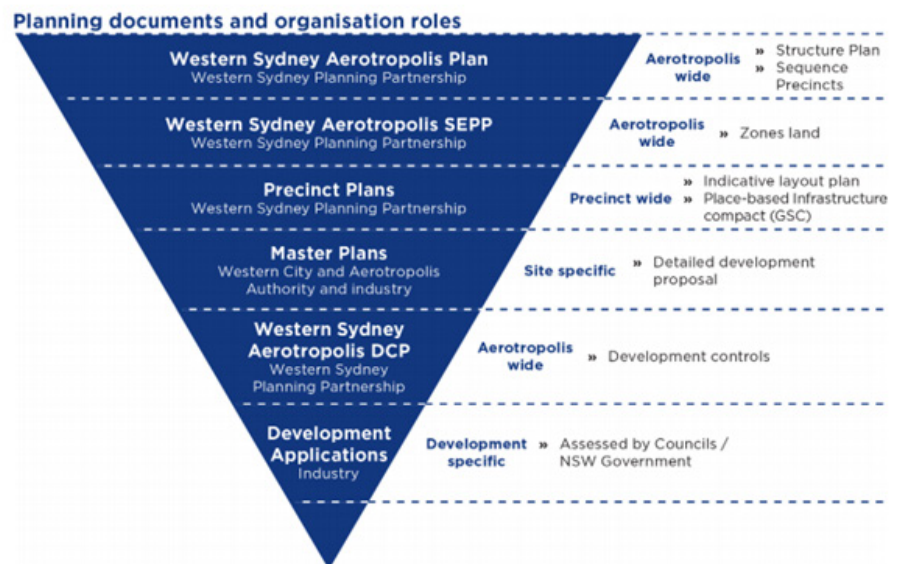 Planning documents and organisation roles
Western Sydney Aerotropolis Plan
Western Sydney Planning Partnership
Aerotropolis
wide
» Structure Plan
» Sequence
Precincts
Western Sydney Aerotropolis SEPP
Western Sydney Planning Partnership
Aerotropolis
wide
» Zones land
Precinct Plans
Western Sydney Planning Partnership
Precinct wide
» Indicative layout plan
» Place-based Infrastructure
compact (GSC)
Master Plans
Western City and Aerotropolis
Authority and industry
Site specific
» Detailed development
proposal
Western Sydney
Aerotropolis DCP
Western Sydney
Planning Partnership
Aerotropolis
wide
» Development controls
Development
Applications
Industry
Development
specific
» Assessed by Councils /
NSW Government